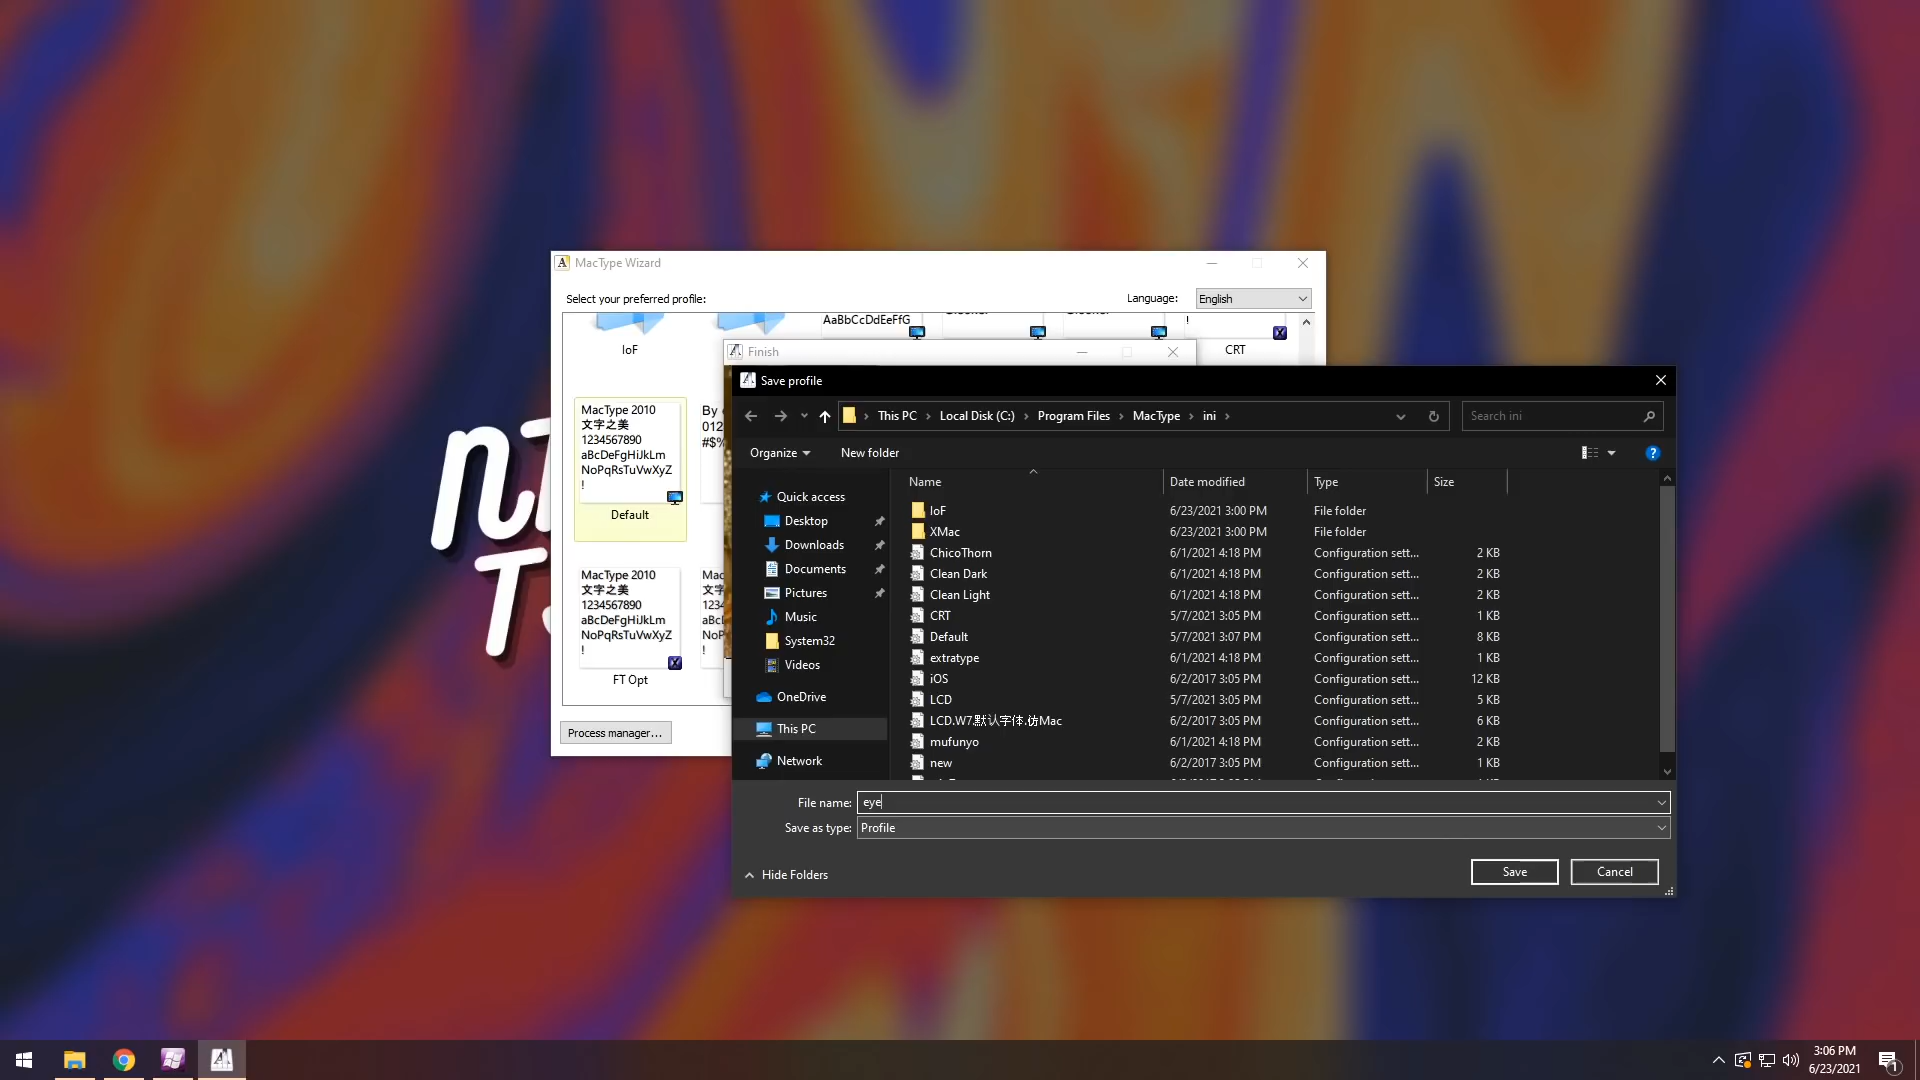 MacType Wizard
Select your preferred profile:
Language:
English
AaBbCcDdEeFfG
!
IoF
CRT
Finish
MacType 2010
文字之美
1234567890
aBcDeFgHiJkLm
NoPqRsTuVwXyZ
!
Default
By
012
#$%
MacType 2010
文字之美
1234567890
aBcDeFgHiJkLm
NoPqRsTuVwXyZ
!
FT Opt
Process manager...
Save profile
This PC
Local Disk (C:)
Program Files
MacType
ini
Search ini
Organize
New folder
?
Name
Date modified
Type
Size
Quick access
Desktop
Downloads
Documents
Pictures
Music
System32
Videos
OneDrive
This PC
Network
IoF 6/23/2021 3:00 PM File folder
XMac 6/23/2021 3:00 PM File folder
ChicoThorn 6/1/2021 4:18 PM Configuration sett... 2 KB
Clean Dark 6/1/2021 4:18 PM Configuration sett... 2 KB
Clean Light 6/1/2021 4:18 PM Configuration sett... 2 KB
CRT 5/7/2021 3:05 PM Configuration sett... 1 KB
Default 5/7/2021 3:07 PM Configuration sett... 8 KB
extratype 6/1/2021 4:18 PM Configuration sett... 1 KB
iOS 6/2/2017 3:05 PM Configuration sett... 12 KB
LCD 5/7/2021 3:05 PM Configuration sett... 5 KB
LCD.W7.默认字体.仿Mac 6/2/2017 3:05 PM Configuration sett... 6 KB
mufunyo 6/1/2021 4:18 PM Configuration sett... 2 KB
new 6/2/2017 3:05 PM Configuration sett... 1 KB
File name: eye
Save as type: Profile
Hide Folders
Save
Cancel
3:06 PM
6/23/2021
1